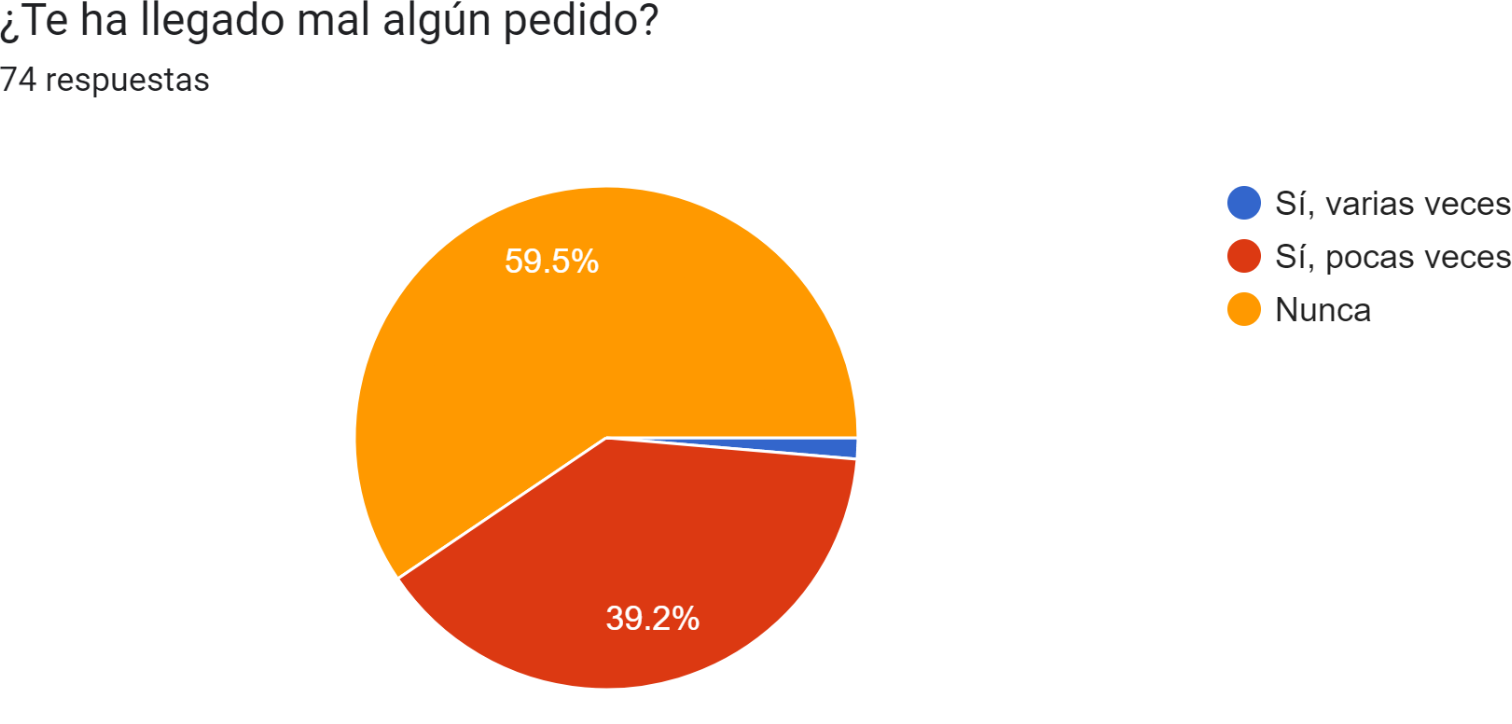 ¿Te ha llegado mal algún pedido?
74 respuestas
59.5%
39.2%
Sí, varias veces
Sí, pocas veces
Nunca